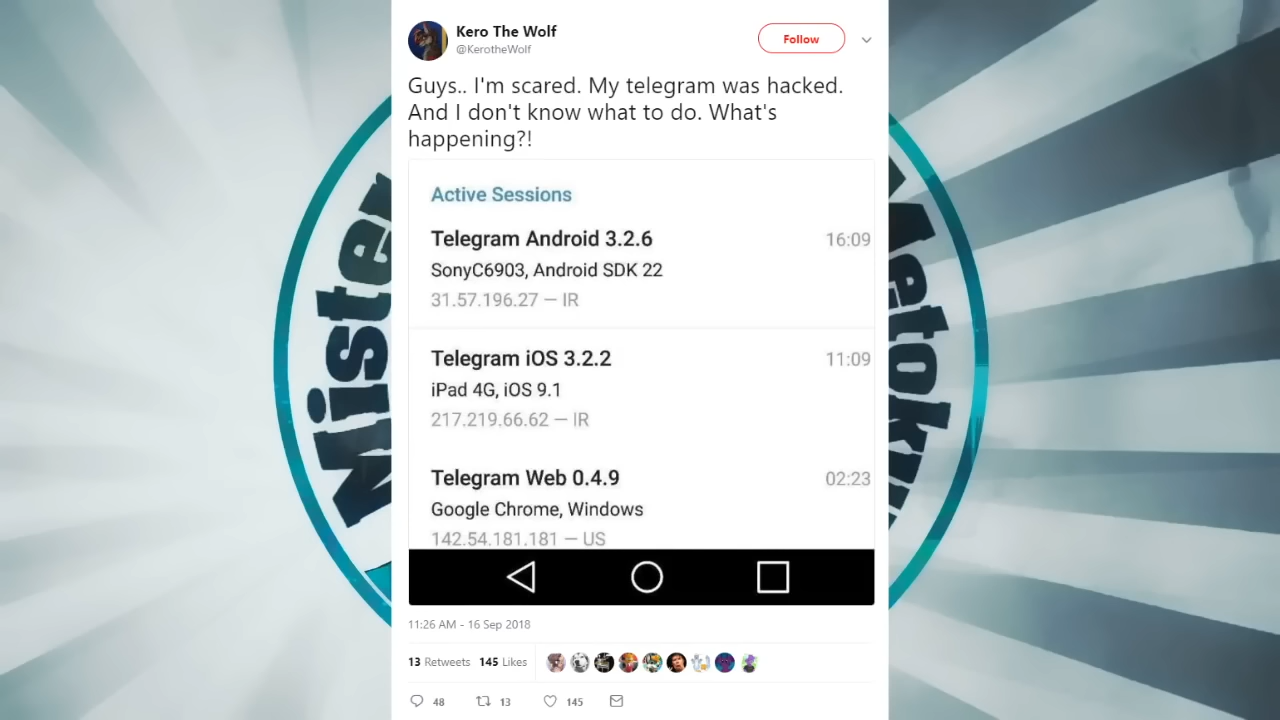 Kero The Wolf
@KerotheWolf
Follow
Guys.. I'm scared. My telegram was hacked.
And I don't know what to do. What's
happening?!
Active Sessions
Telegram Android 3.2.6 16:09
SonyC6903, Android SDK 22
31.57.196.27 — IR
Telegram iOS 3.2.2 11:09
iPad 4G, iOS 9.1
217.219.66.62 — IR
Telegram Web 0.4.9 02:23
Google Chrome, Windows
142.54.181.181 — US
11:26 AM - 16 Sep 2018
13 Retweets 145 Likes
48 13 145
Mister